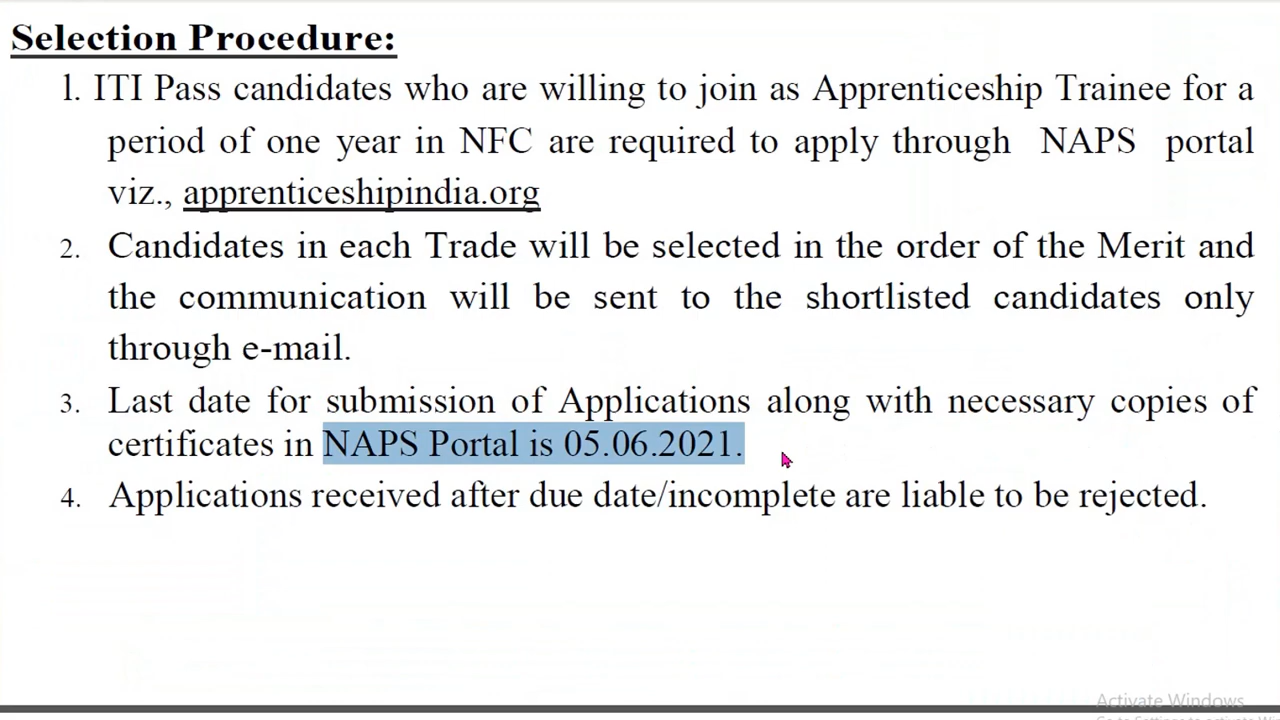 Selection Procedure:
1. ITI Pass candidates who are willing to join as Apprenticeship Trainee for a
period of one year in NFC are required to apply through NAPS portal
viz., apprenticeshipindia.org
2. Candidates in each Trade will be selected in the order of the Merit and
the communication will be sent to the shortlisted candidates only
through e-mail.
3. Last date for submission of Applications along with necessary copies of
certificates in NAPS Portal is 05.06.2021.
4. Applications received after due date/incomplete are liable to be rejected.
Activate Windows